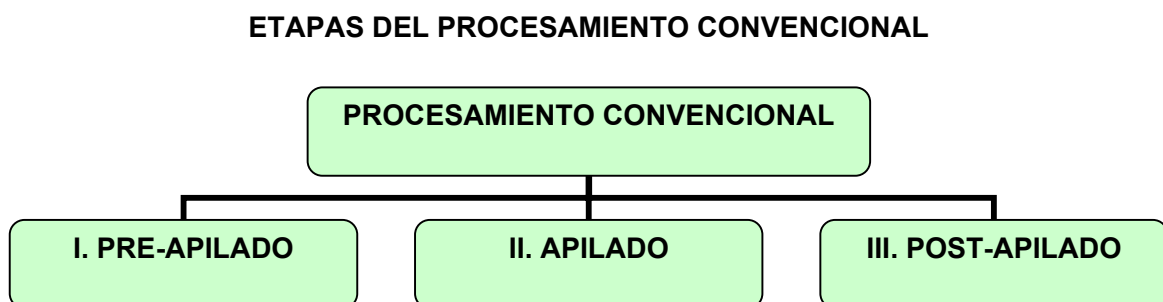 ETAPAS DEL PROCESAMIENTO CONVENCIONAL
PROCESAMIENTO CONVENCIONAL
I. PRE-APILADO
II. APILADO
III. POST-APILADO